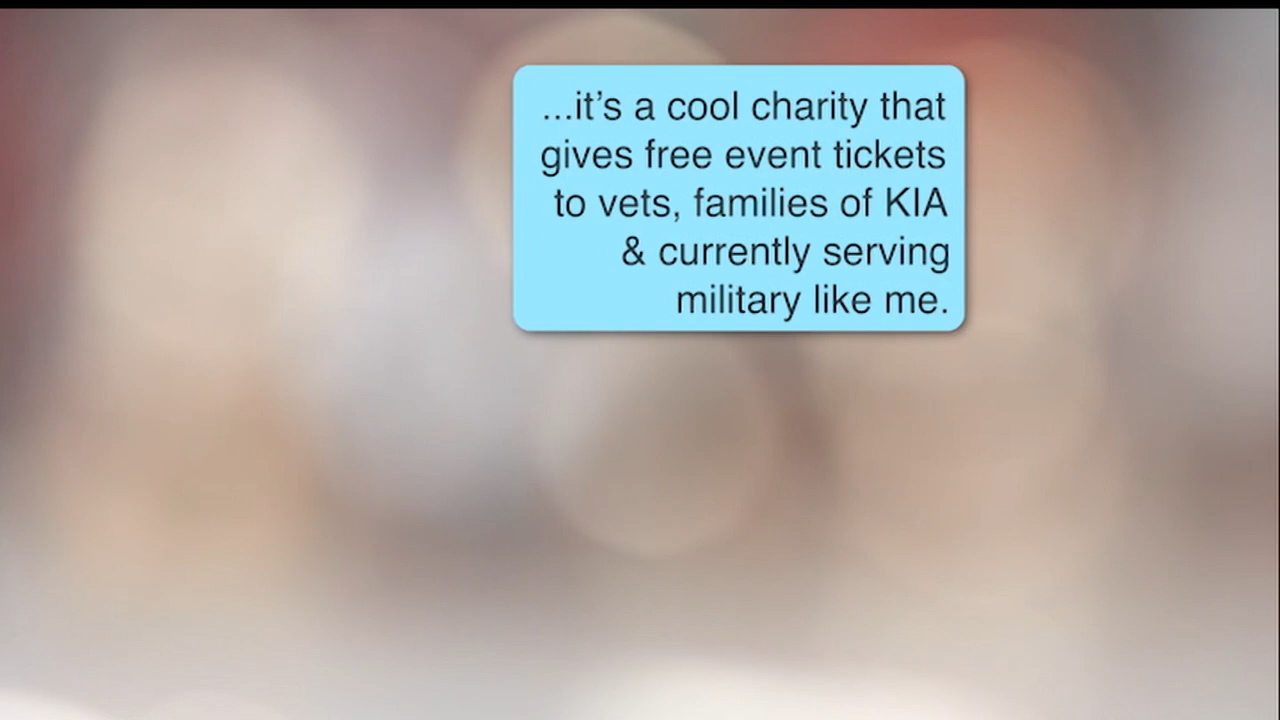 ...it’s a cool charity that
gives free event tickets
to vets, families of KIA
& currently serving
military like me.